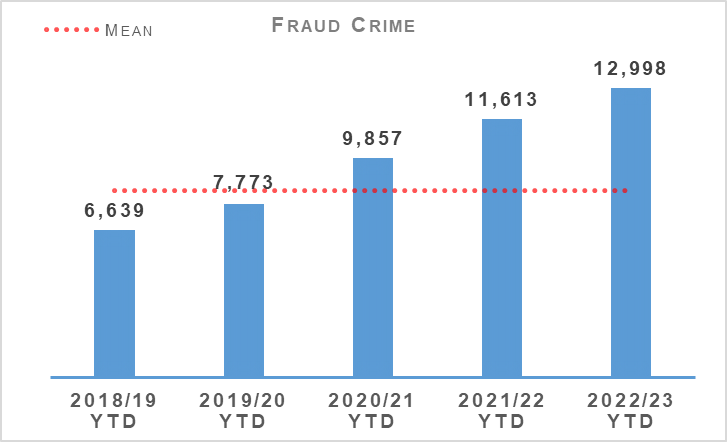 FRAUD CRIME
MEAN
6,639
7,773
9,857
11,613
12,998
2018/19 YTD
2019/20 YTD
2020/21 YTD
2021/22 YTD
2022/23 YTD